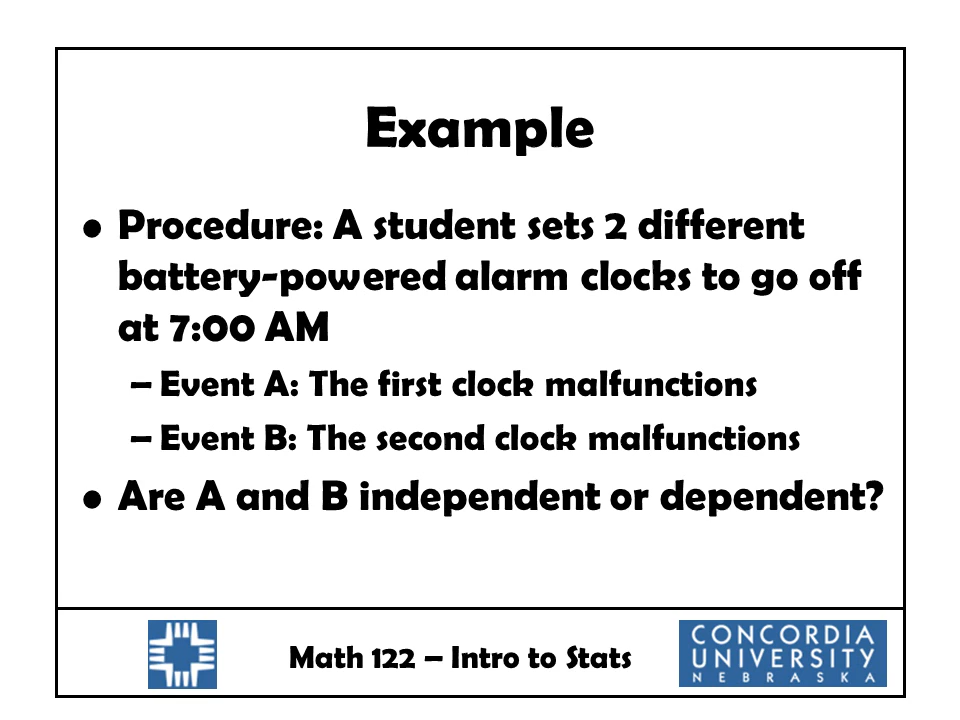 Example
● Procedure: A student sets 2 different
battery-powered alarm clocks to go off
at 7:00 AM
– Event A: The first clock malfunctions
– Event B: The second clock malfunctions
● Are A and B independent or dependent?
Math 122 – Intro to Stats
CONCORDIA
UNIVERSITY
NEBRASKA